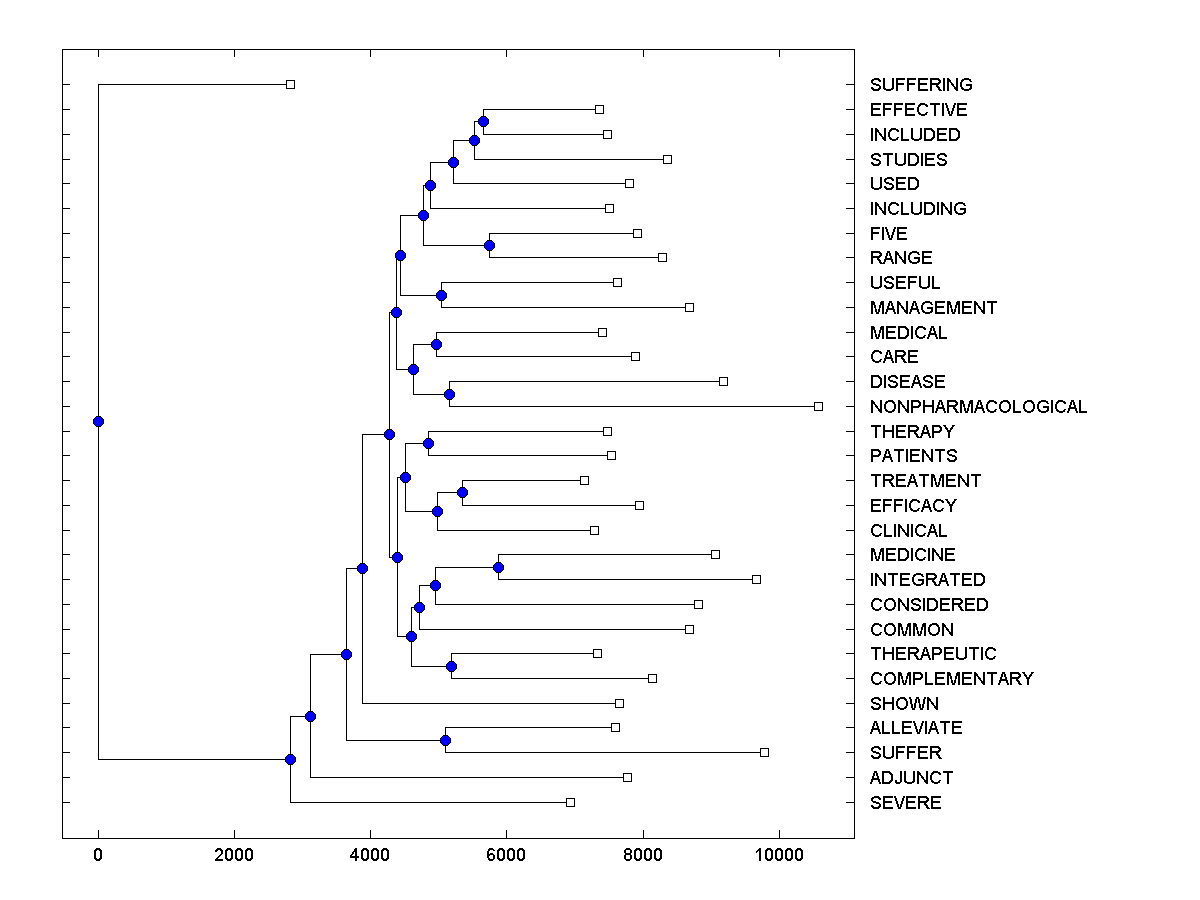 SUFFERING
EFFECTIVE
INCLUDED
STUDIES
USED
INCLUDING
FIVE
RANGE
USEFUL
MANAGEMENT
MEDICAL
CARE
DISEASE
NONPHARMACOLOGICAL
THERAPY
PATIENTS
TREATMENT
EFFICACY
CLINICAL
MEDICINE
INTEGRATED
CONSIDERED
COMMON
THERAPEUTIC
COMPLEMENTARY
SHOWN
ALLEVIATE
SUFFER
ADJUNCT
SEVERE
0 2000 4000 6000 8000 10000